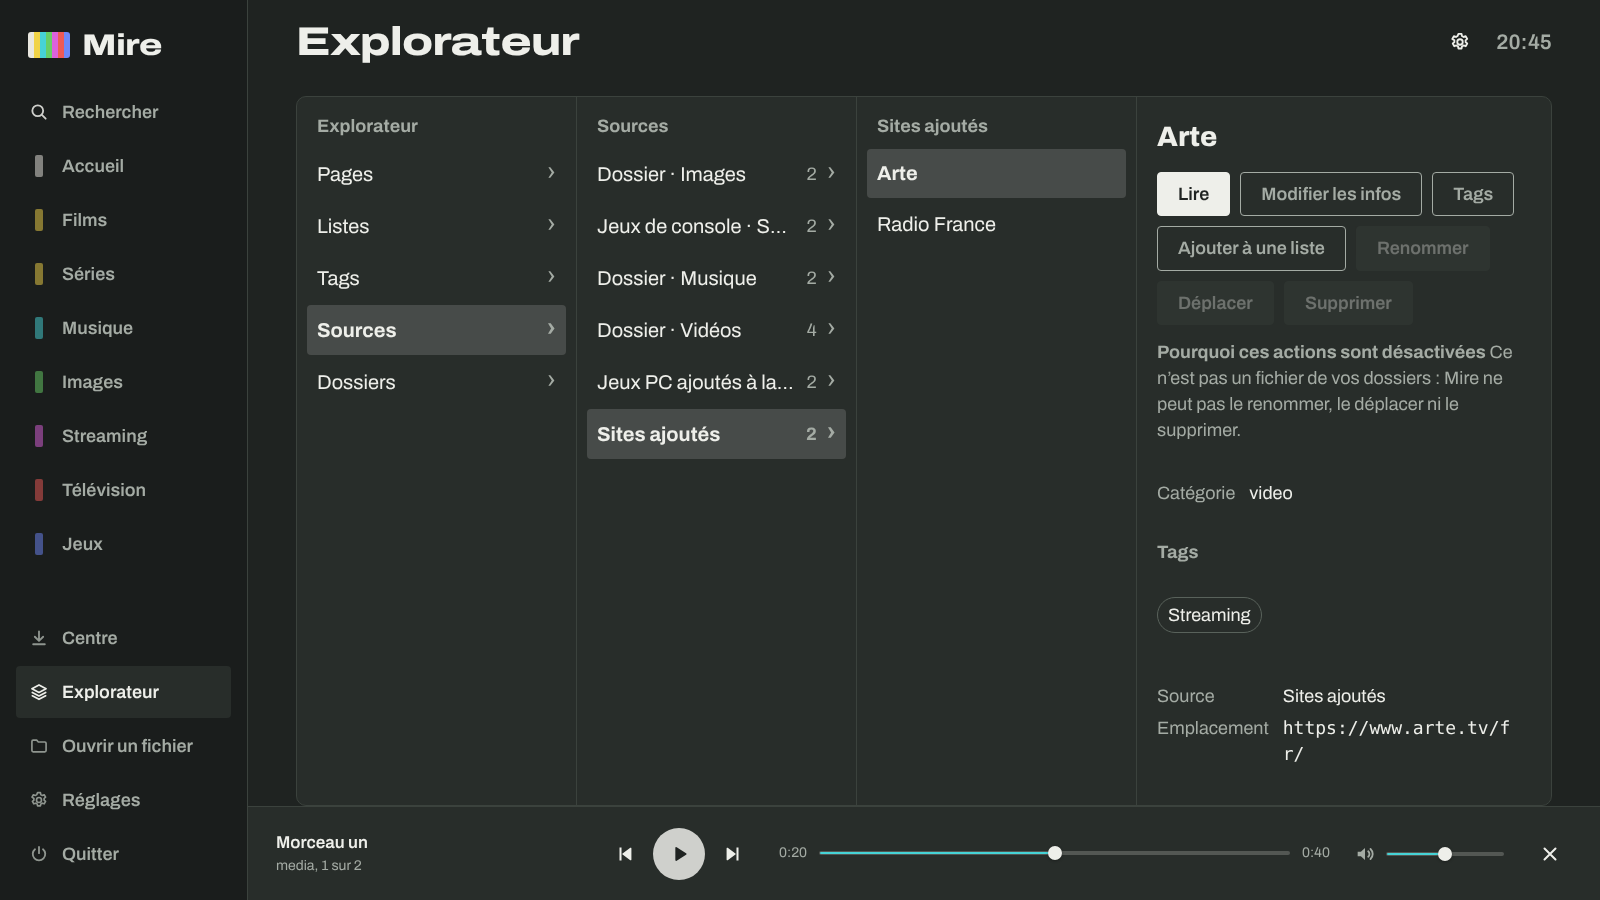 Mire
Rechercher
Accueil
Films
Séries
Musique
Images
Streaming
Télévision
Jeux
Centre
Explorateur
Ouvrir un fichier
Réglages
Quitter
Explorateur
20:45
Explorateur
Pages
Listes
Tags
Sources
Dossiers
Sources
Dossier · Images 2
Jeux de console · S... 2
Dossier · Musique 2
Dossier · Vidéos 4
Jeux PC ajoutés à la... 2
Sites ajoutés 2
Sites ajoutés
Arte
Radio France
Arte
Lire Modifier les infos Tags
Ajouter à une liste Renommer
Déplacer Supprimer
Pourquoi ces actions sont désactivées Ce
n’est pas un fichier de vos dossiers : Mire ne
peut pas le renommer, le déplacer ni le
supprimer.
Catégorie video
Tags
Streaming
Source Sites ajoutés
Emplacement https://www.arte.tv/f
r/
Morceau un
media, 1 sur 2
0:20 0:40